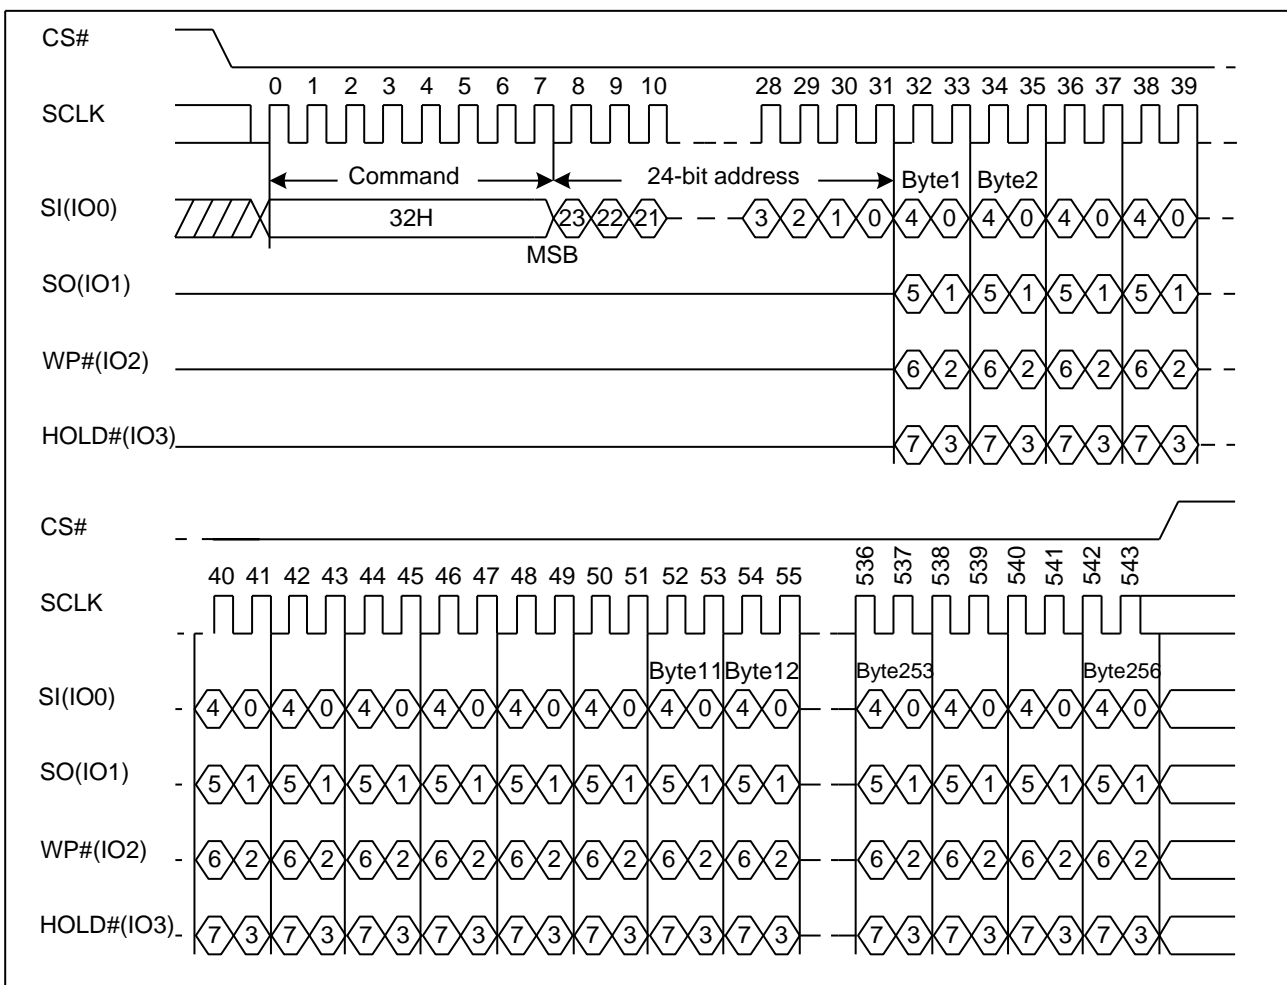 CS#
0 1 2 3 4 5 6 7 8 9 10 28 29 30 31 32 33 34 35 36 37 38 39
SCLK
Command 24-bit address Byte1 Byte2
SI(IO0) 32H 23 22 21 3 2 1 0 4 0 4 0 4 0 4 0
MSB
SO(IO1) 5 1 5 1 5 1 5 1
WP#(IO2) 6 2 6 2 6 2 6 2
HOLD#(IO3) 7 3 7 3 7 3 7 3
CS#
40 41 42 43 44 45 46 47 48 49 50 51 52 53 54 55 536 537 538 539 540 541 542 543
SCLK
Byte11 Byte12 Byte253 Byte256
SI(IO0) 4 0 4 0 4 0 4 0 4 0 4 0 4 0 4 0 4 0 4 0 4 0 4 0
SO(IO1) 5 1 5 1 5 1 5 1 5 1 5 1 5 1 5 1 5 1 5 1 5 1 5 1
WP#(IO2) 6 2 6 2 6 2 6 2 6 2 6 2 6 2 6 2 6 2 6 2 6 2 6 2
HOLD#(IO3) 7 3 7 3 7 3 7 3 7 3 7 3 7 3 7 3 7 3 7 3 7 3 7 3